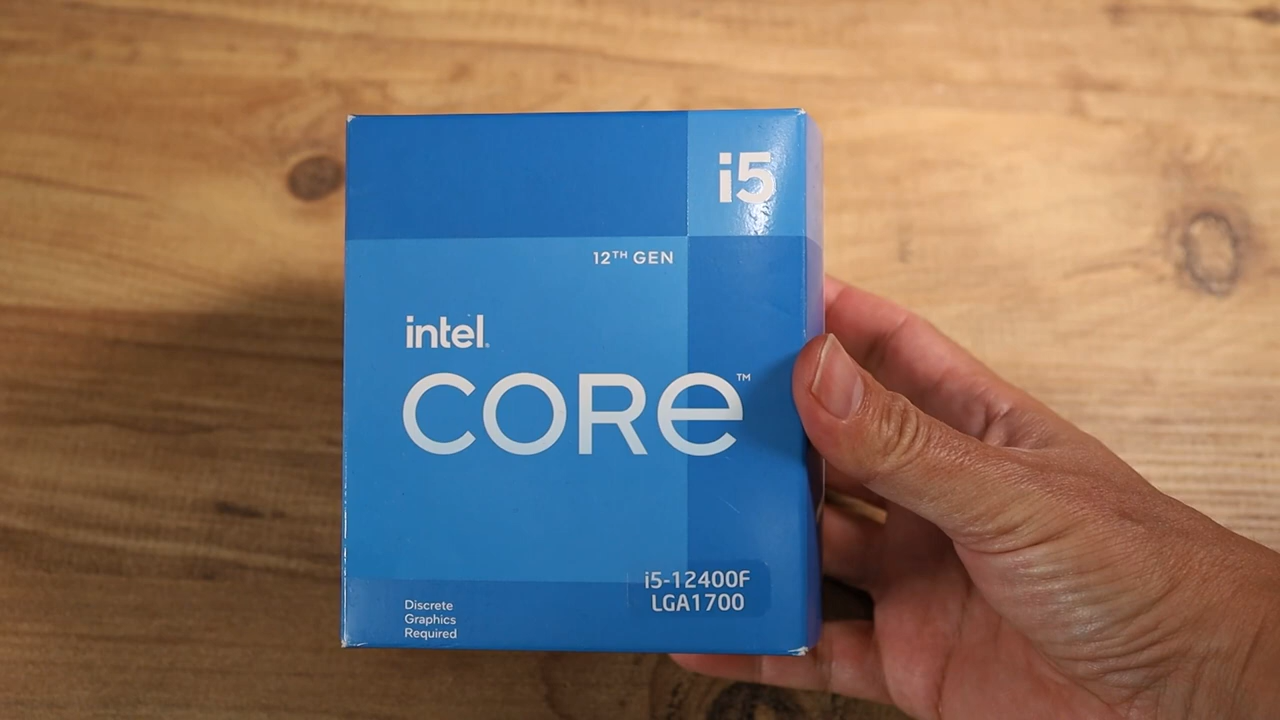 i5
12TH GEN
intel.
CORE™
i5-12400F
LGA1700
Discrete
Graphics
Required